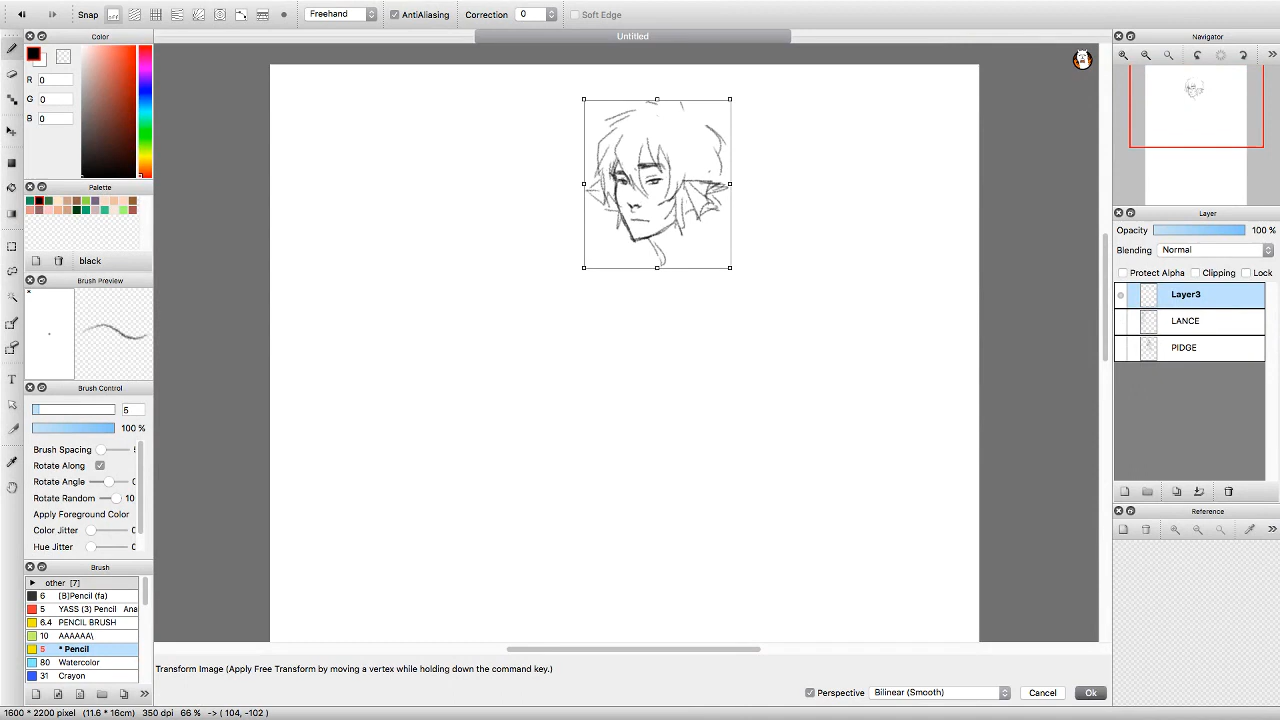 Snap
Freehand
AntiAliasing
Correction
0
Soft Edge
Color
Untitled
Navigator
R
0
G
0
B
0
Palette
black
Brush Preview
Brush Control
5
100 %
Brush Spacing
Rotate Along
Rotate Angle
Rotate Random
10
Apply Foreground Color
Color Jitter
Hue Jitter
Brush
other [7]
6 [B]Pencil (fa)
5 YASS (3) Pencil Ana
6.4 PENCIL BRUSH
10 AAAAAA\
5 * Pencil
80 Watercolor
31 Crayon
Layer
Opacity
100 %
Blending
Normal
Protect Alpha
Clipping
Lock
Layer3
LANCE
PIDGE
Reference
Transform Image (Apply Free Transform by moving a vertex while holding down the command key.)
Perspective
Bilinear (Smooth)
Cancel
Ok
1600 * 2200 pixel (11.6 * 16cm) 350 dpi 66 % -> ( 104, -102 )